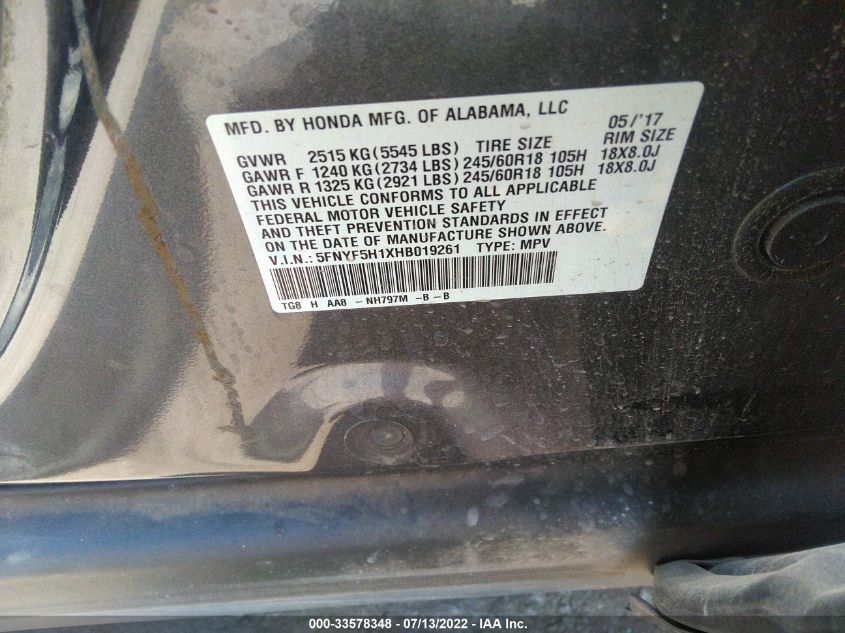 MFD. BY HONDA MFG. OF ALABAMA, LLC 05/'17
GVWR 2515 KG(5545 LBS) TIRE SIZE RIM SIZE
GAWR F 1240 KG(2734 LBS)245/60R18 105H 18X8.0J
GAWR R 1325 KG(2921 LBS)245/60R18 105H 18X8.0J
THIS VEHICLE CONFORMS TO ALL APPLICABLE
FEDERAL MOTOR VEHICLE SAFETY
AND THEFT PREVENTION STANDARDS IN EFFECT
ON THE DATE OF MANUFACTURE SHOWN ABOVE.
V.I.N.: 5FNYF5H1XHB019261 TYPE: MPV
TG8 H AA8 - NH797M -B - B
000-33578348 - 07/13/2022 - IAA Inc.